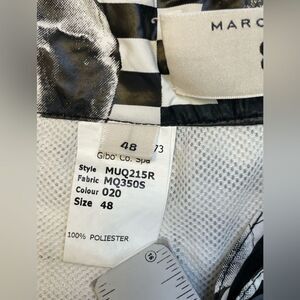 MARC
48
73
Gibo' Co. Spa
Style MUQ215R
Fabric MQ350S
Colour 020
Size 48
100% POLIESTER